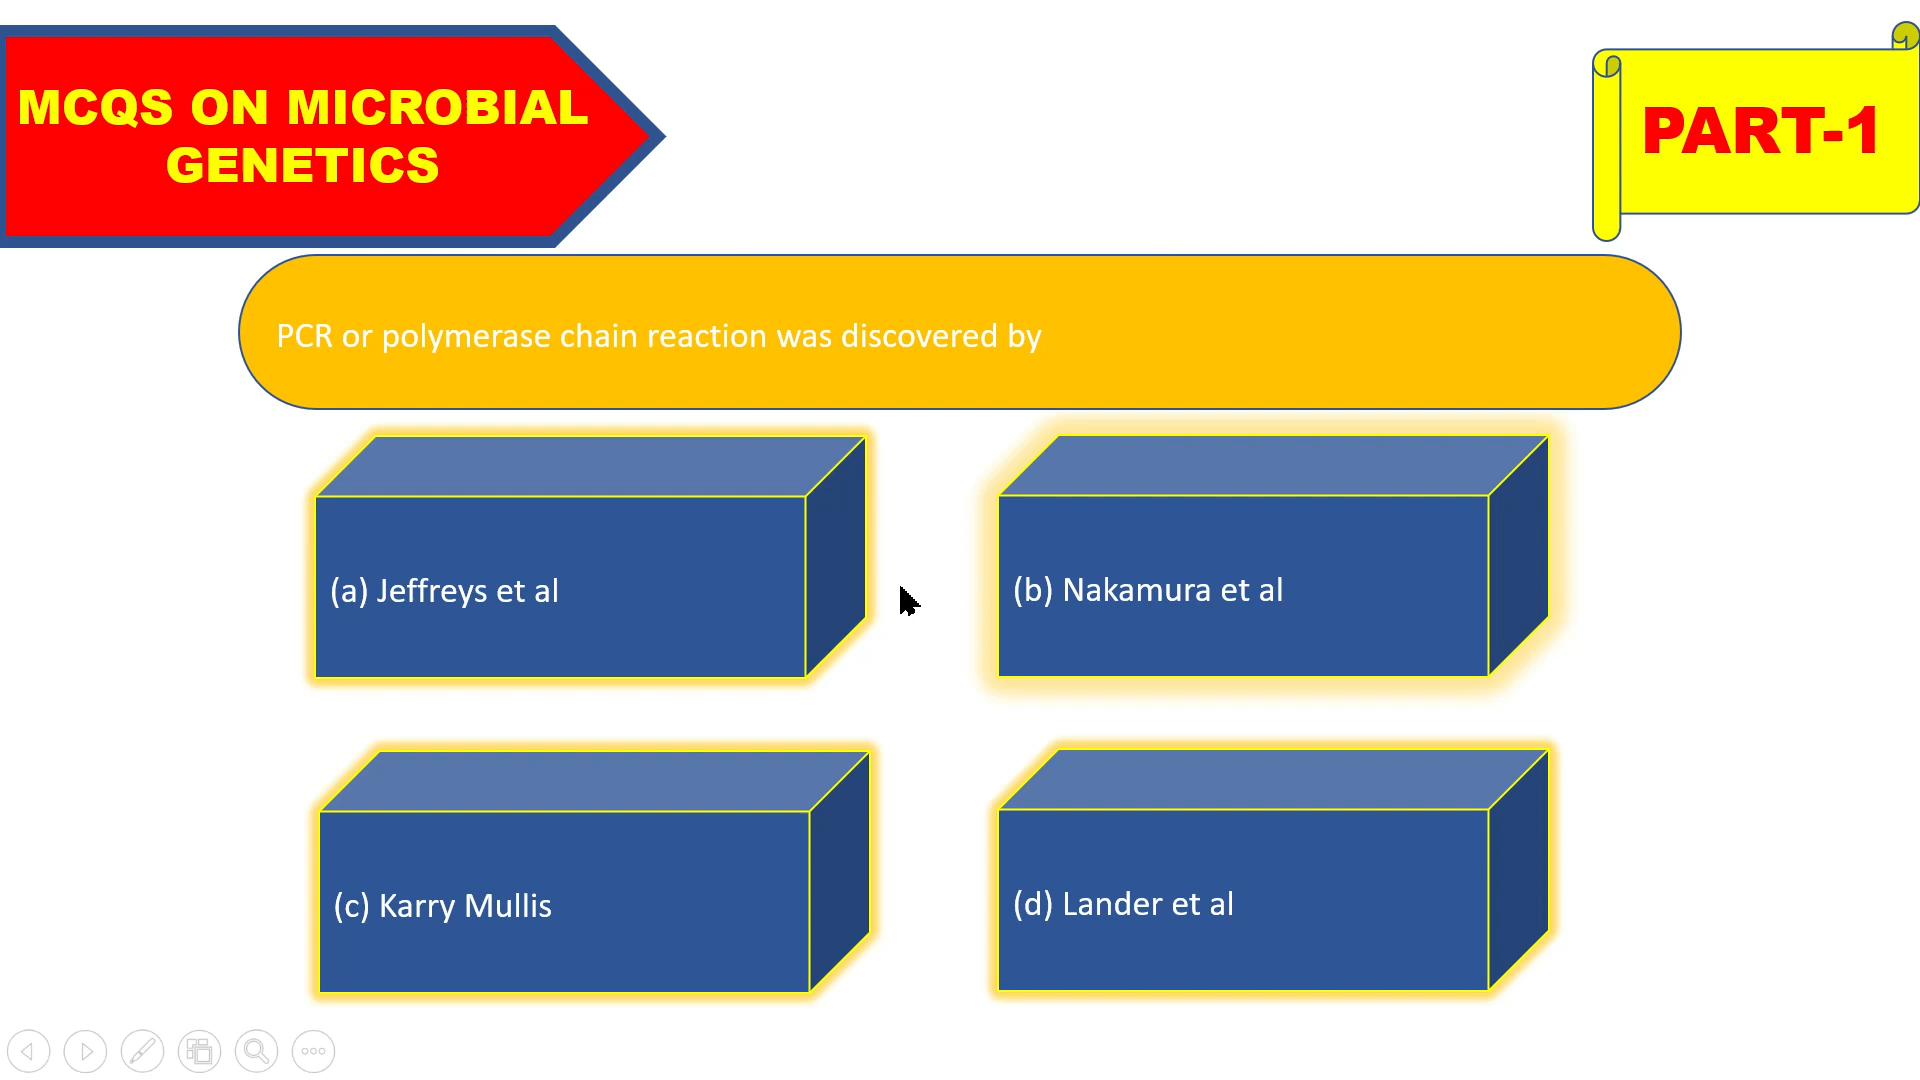 MCQS ON MICROBIAL
GENETICS
PART-1
PCR or polymerase chain reaction was discovered by
(a) Jeffreys et al
(b) Nakamura et al
(c) Karry Mullis
(d) Lander et al